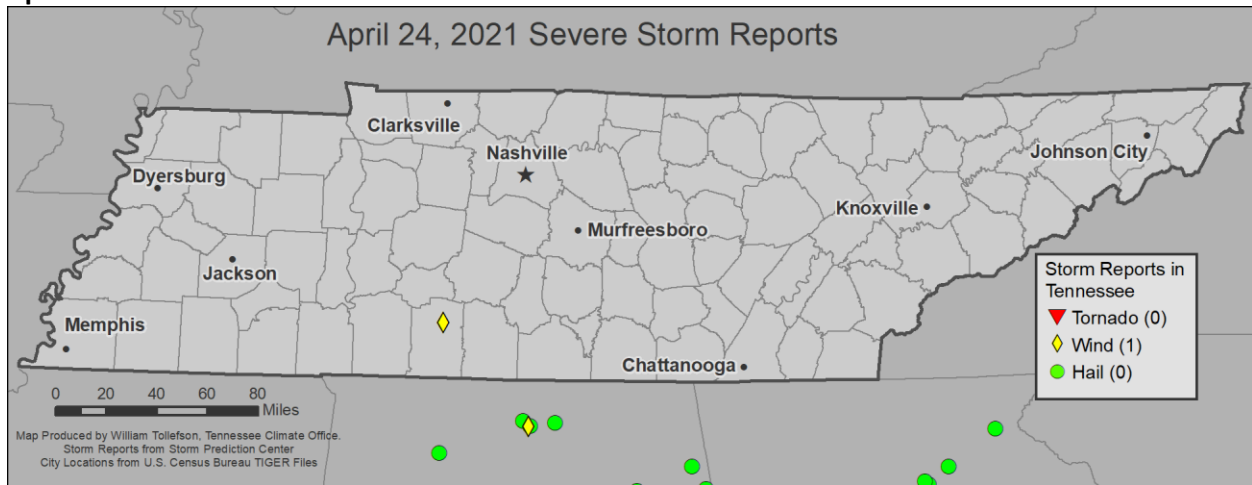 April 24, 2021 Severe Storm Reports
Clarksville
Nashville
Johnson City
Dyersburg
Knoxville
Murfreesboro
Jackson
Memphis
Chattanooga
Storm Reports in
Tennessee
Tornado (0)
Wind (1)
Hail (0)
0 20 40 60 80
Miles
Map Produced by William Tollefson, Tennessee Climate Office.
Storm Reports from Storm Prediction Center
City Locations from U.S. Census Bureau TIGER Files